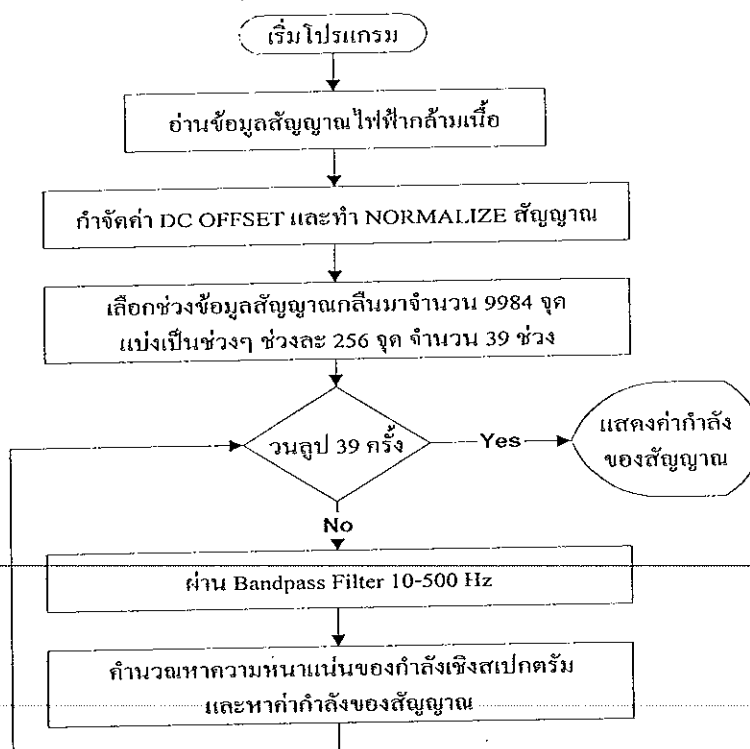 เริ่มโปรแกรม
อ่านข้อมูลสัญญาณไฟฟ้ากล้ามเนื้อ
กำจัดค่า DC OFFSET และทำ NORMALIZE สัญญาณ
เลือกช่วงข้อมูลสัญญาณกลืนมาจำนวน 9984 จุด
แบ่งเป็นช่วงๆ ช่วงละ 256 จุด จำนวน 39 ช่วง
วนลูป 39 ครั้ง
Yes
แสดงค่ากำลัง
ของสัญญาณ
No
ผ่าน Bandpass Filter 10-500 Hz
คำนวณหาความหนาแน่นของกำลังเชิงสเปกตรัม
และหาค่ากำลังของสัญญาณ